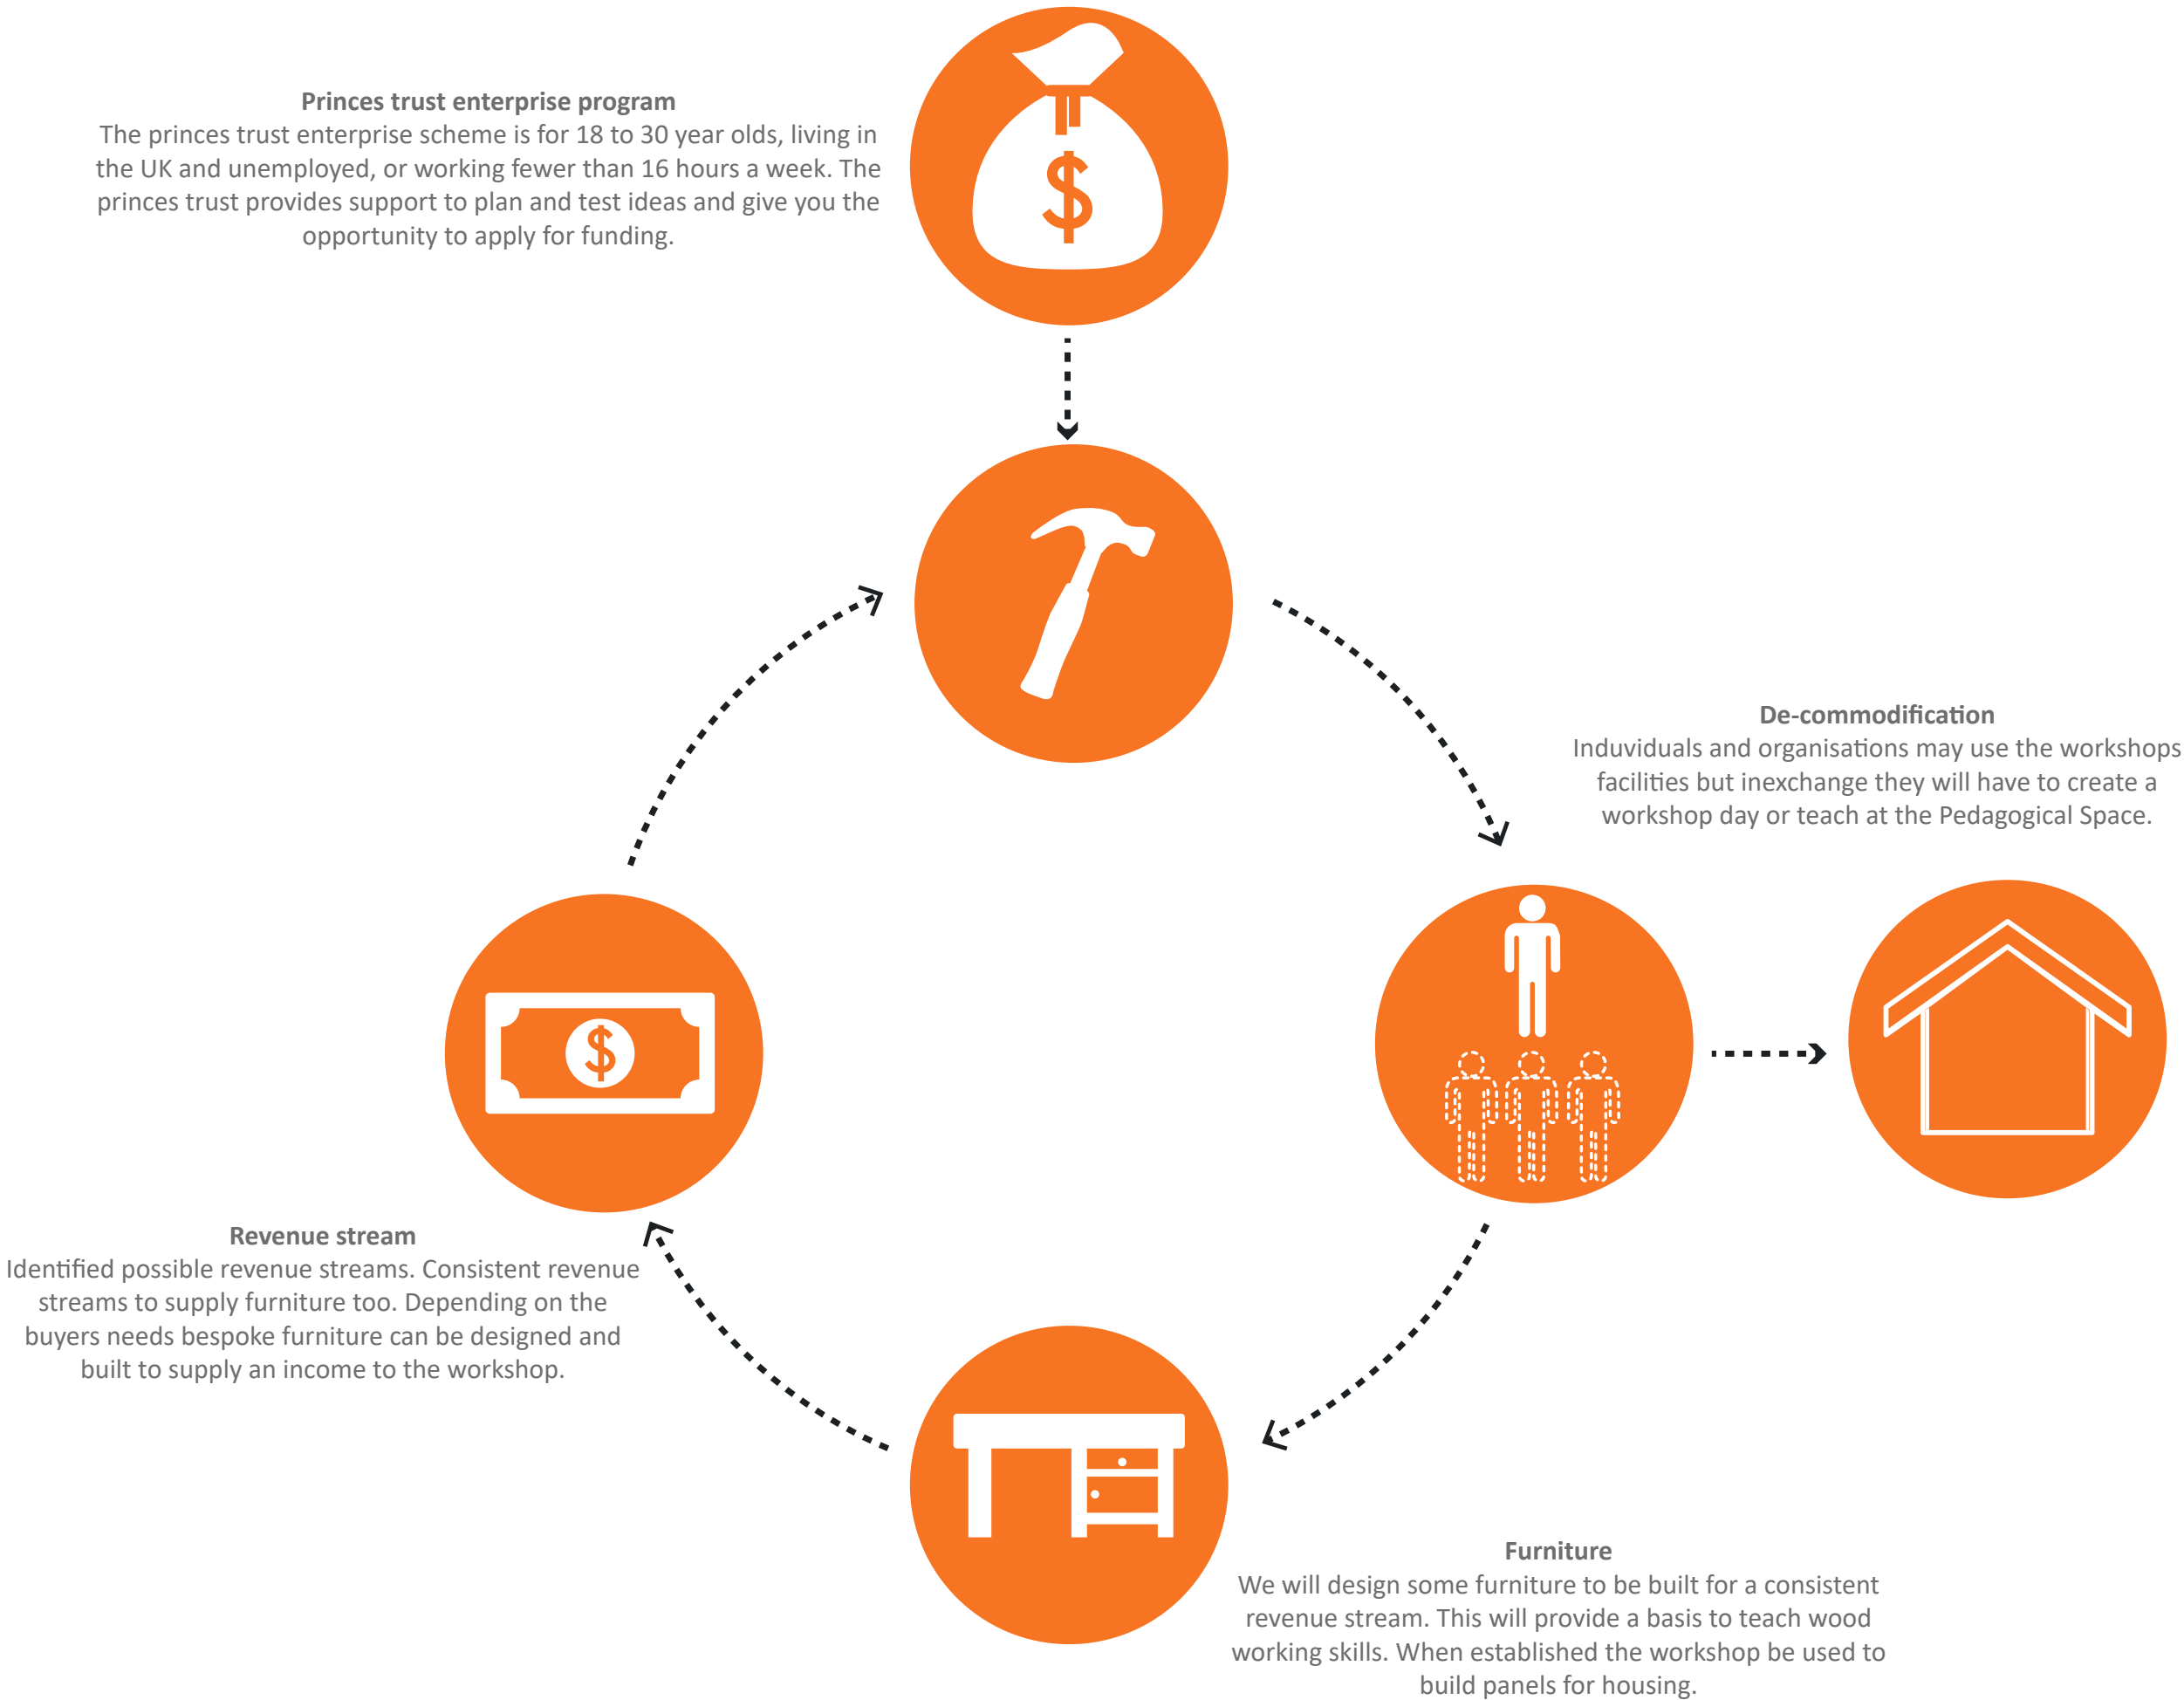 Princes trust enterprise program
The princes trust enterprise scheme is for 18 to 30 year olds, living in
the UK and unemployed, or working fewer than 16 hours a week. The
princes trust provides support to plan and test ideas and give you the
opportunity to apply for funding.
$
De-commodification
Induviduals and organisations may use the workshops
facilities but inexchange they will have to create a
workshop day or teach at the Pedagogical Space.
$
Revenue stream
Identified possible revenue streams. Consistent revenue
streams to supply furniture too. Depending on the
buyers needs bespoke furniture can be designed and
built to supply an income to the workshop.
Furniture
We will design some furniture to be built for a consistent
revenue stream. This will provide a basis to teach wood
working skills. When established the workshop be used to
build panels for housing.